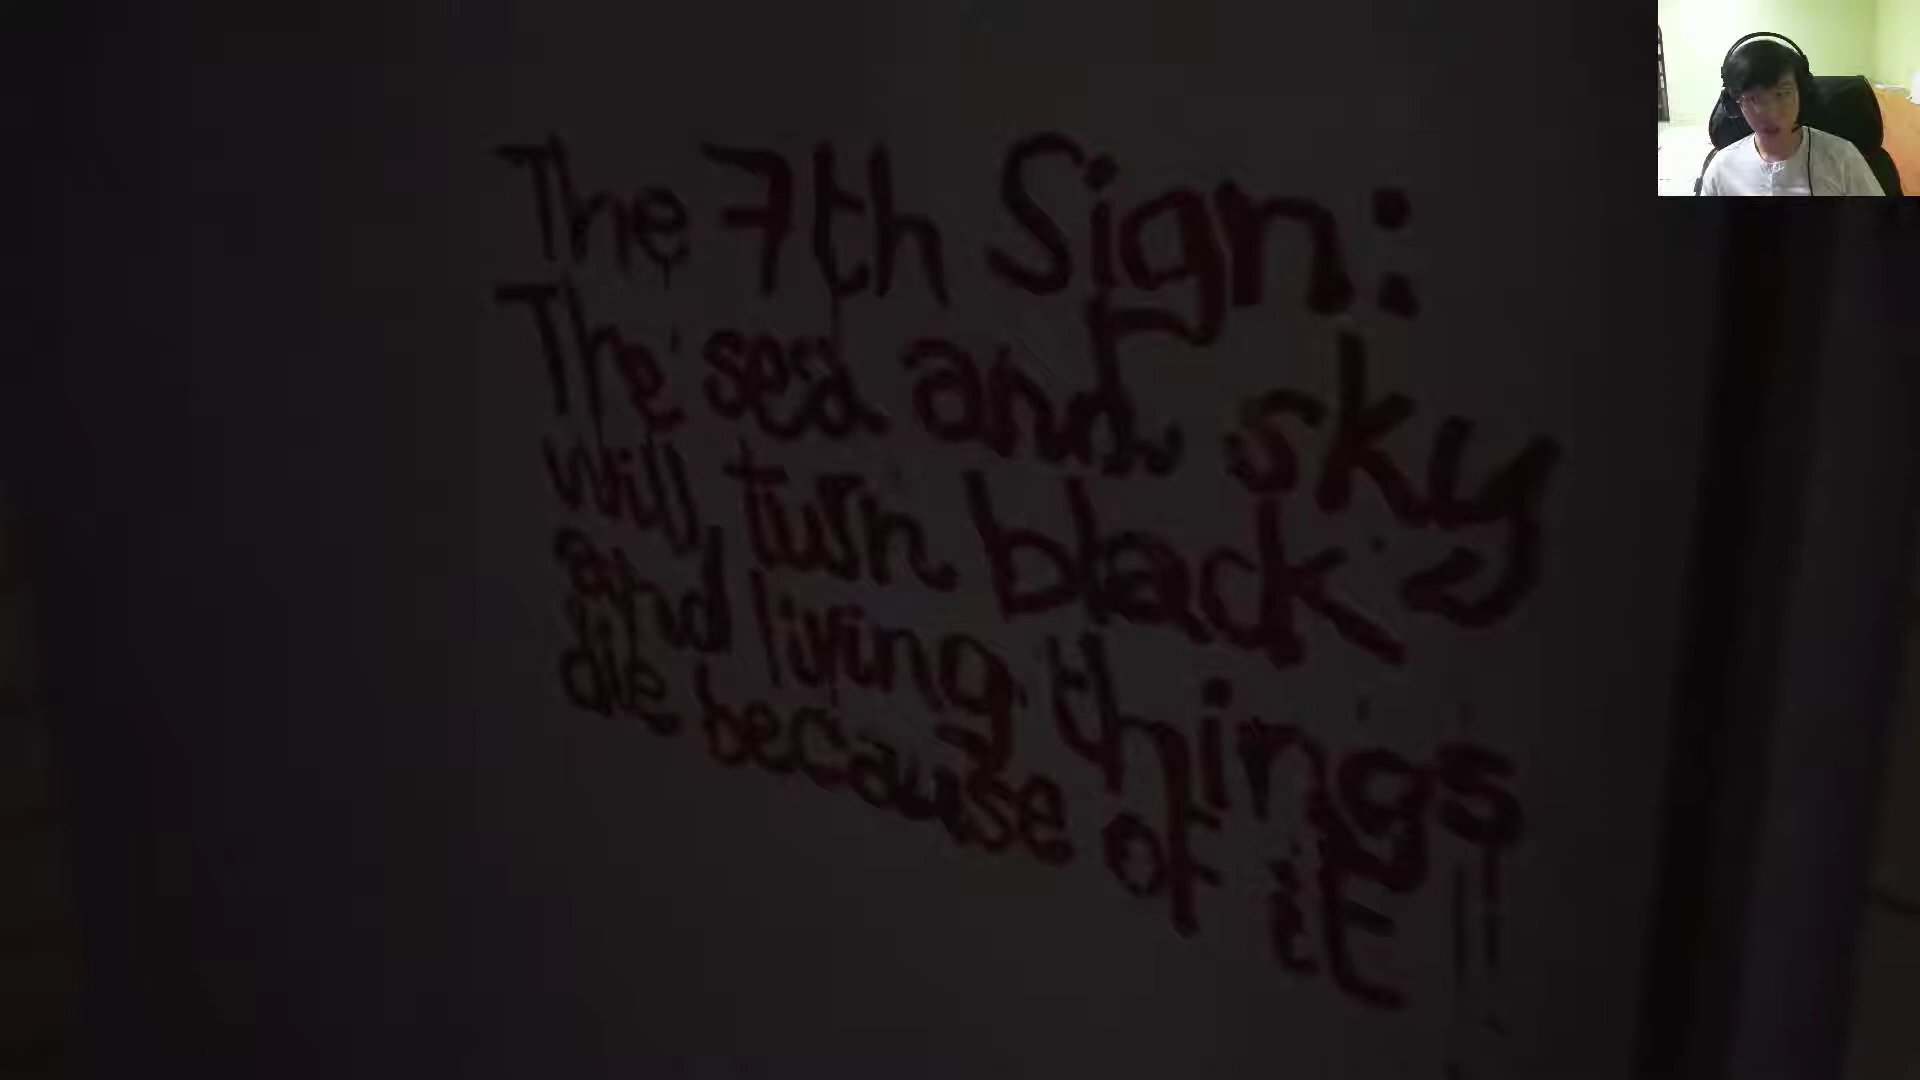 The 7th Sign:
The sea and sky
will turn black
and living things
die because of it